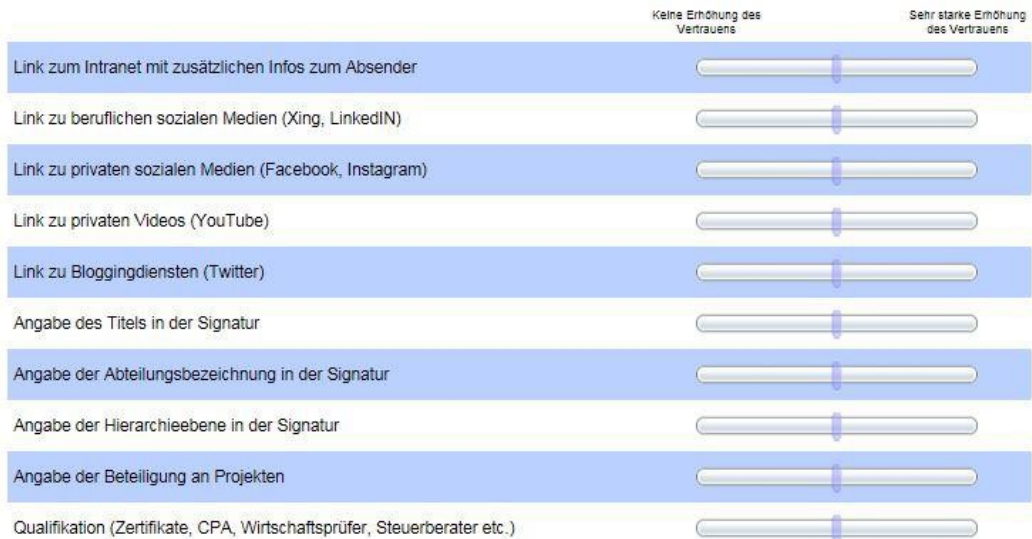 Keine Erhöhung des Sehr starke Erhöhung
Vertrauens des Vertrauens
Link zum Intranet mit zusätzlichen Infos zum Absender
Link zu beruflichen sozialen Medien (Xing, LinkedIN)
Link zu privaten sozialen Medien (Facebook, Instagram)
Link zu privaten Videos (YouTube)
Link zu Bloggingdiensten (Twitter)
Angabe des Titels in der Signatur
Angabe der Abteilungsbezeichnung in der Signatur
Angabe der Hierarchieebene in der Signatur
Angabe der Beteiligung an Projekten
Qualifikation (Zertifikate, CPA, Wirtschaftsprüfer, Steuerberater etc.)